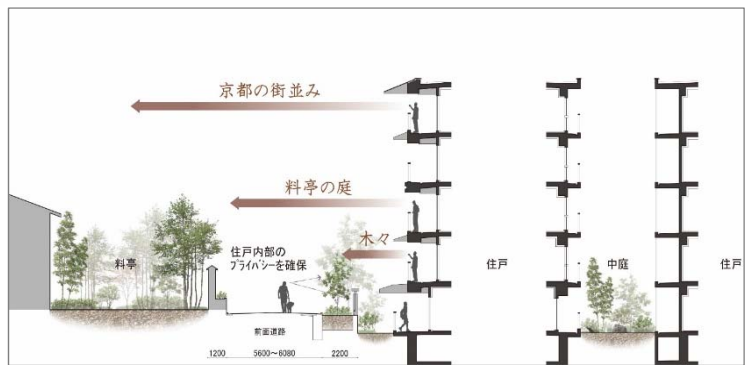 京都の街並み
料亭の庭
木々
料亭
住戸内部の
プライバシーを確保
住戸
中庭
住戸
前面道路
1200 5600～6080 2200